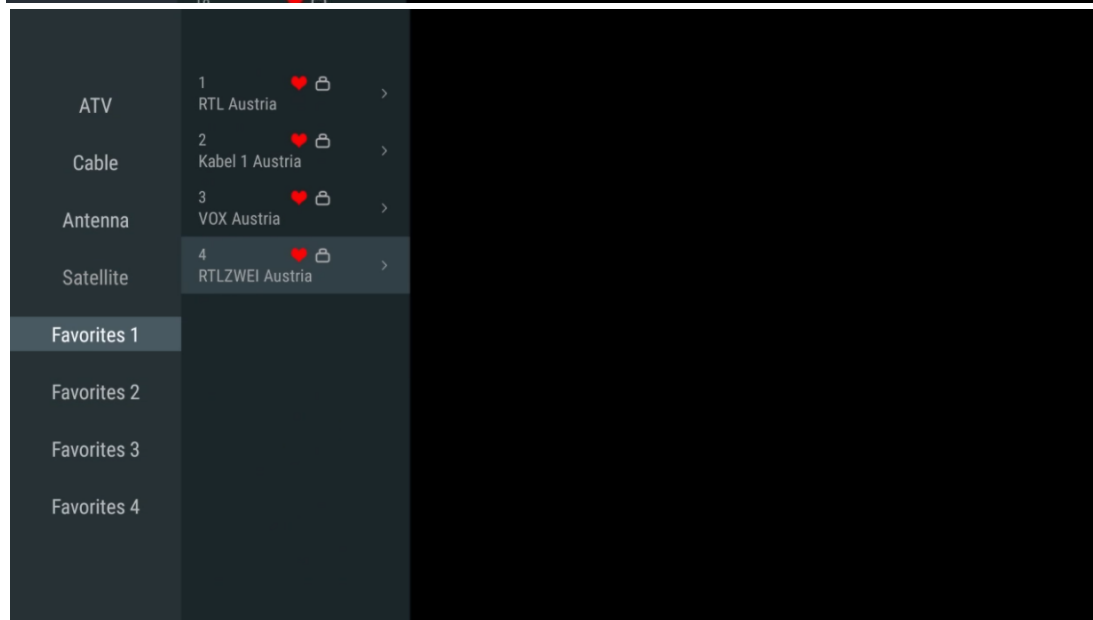 ATV
Cable
Antenna
Satellite
Favorites 1
Favorites 2
Favorites 3
Favorites 4
1
RTL Austria
2
Kabel 1 Austria
3
VOX Austria
4
RTLZWEI Austria